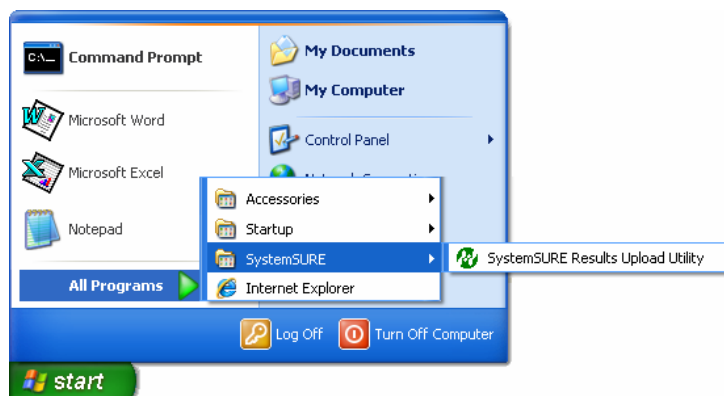 C:\_
Command Prompt
Microsoft Word
Microsoft Excel
Notepad
All Programs
My Documents
My Computer
Control Panel
Accessories
Startup
SystemSURE
Internet Explorer
SystemSURE Results Upload Utility
Log Off
Turn Off Computer
start